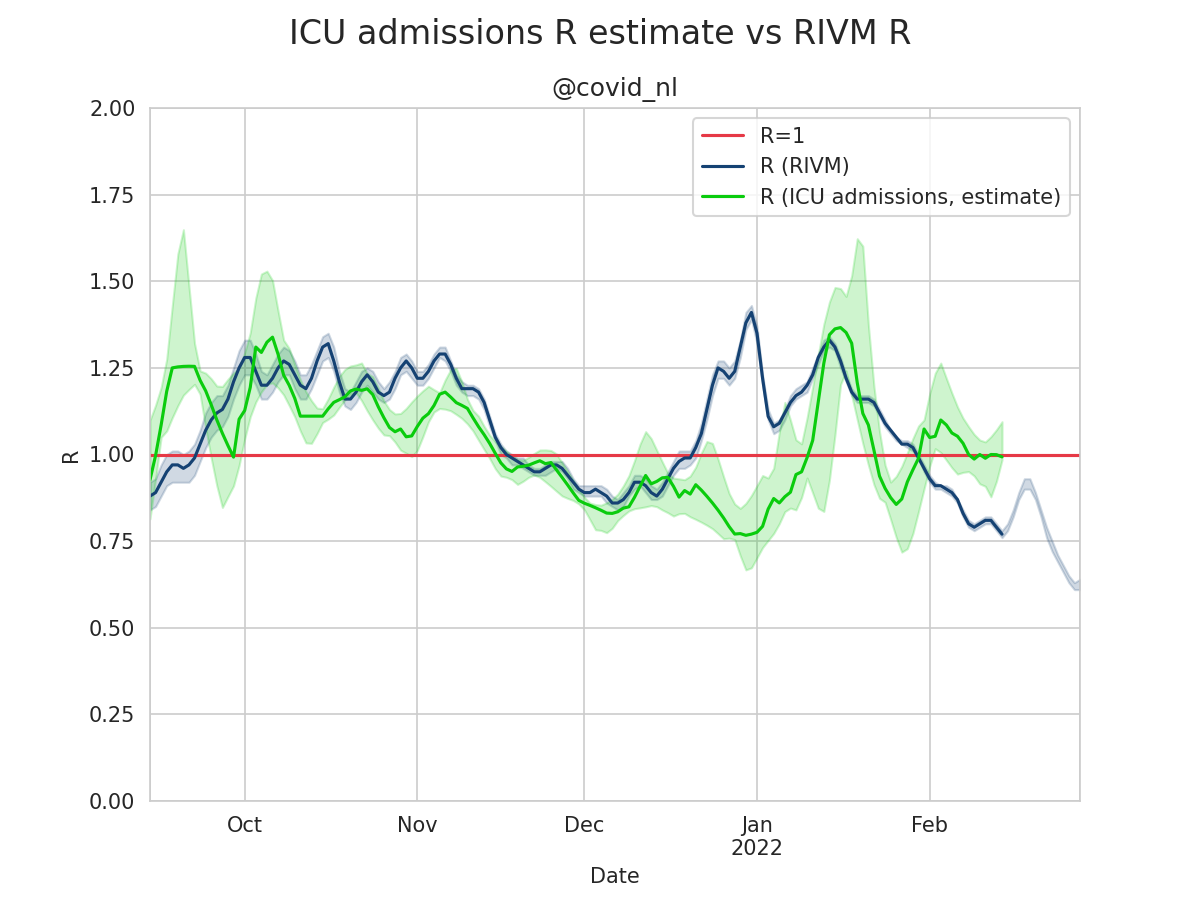 ICU admissions R estimate vs RIVM R
@covid_nl
2.00
1.75
1.50
1.25
1.00
0.75
0.50
0.25
0.00
R
R=1
R (RIVM)
R (ICU admissions, estimate)
Oct
Nov
Dec
Jan
2022
Feb
Date